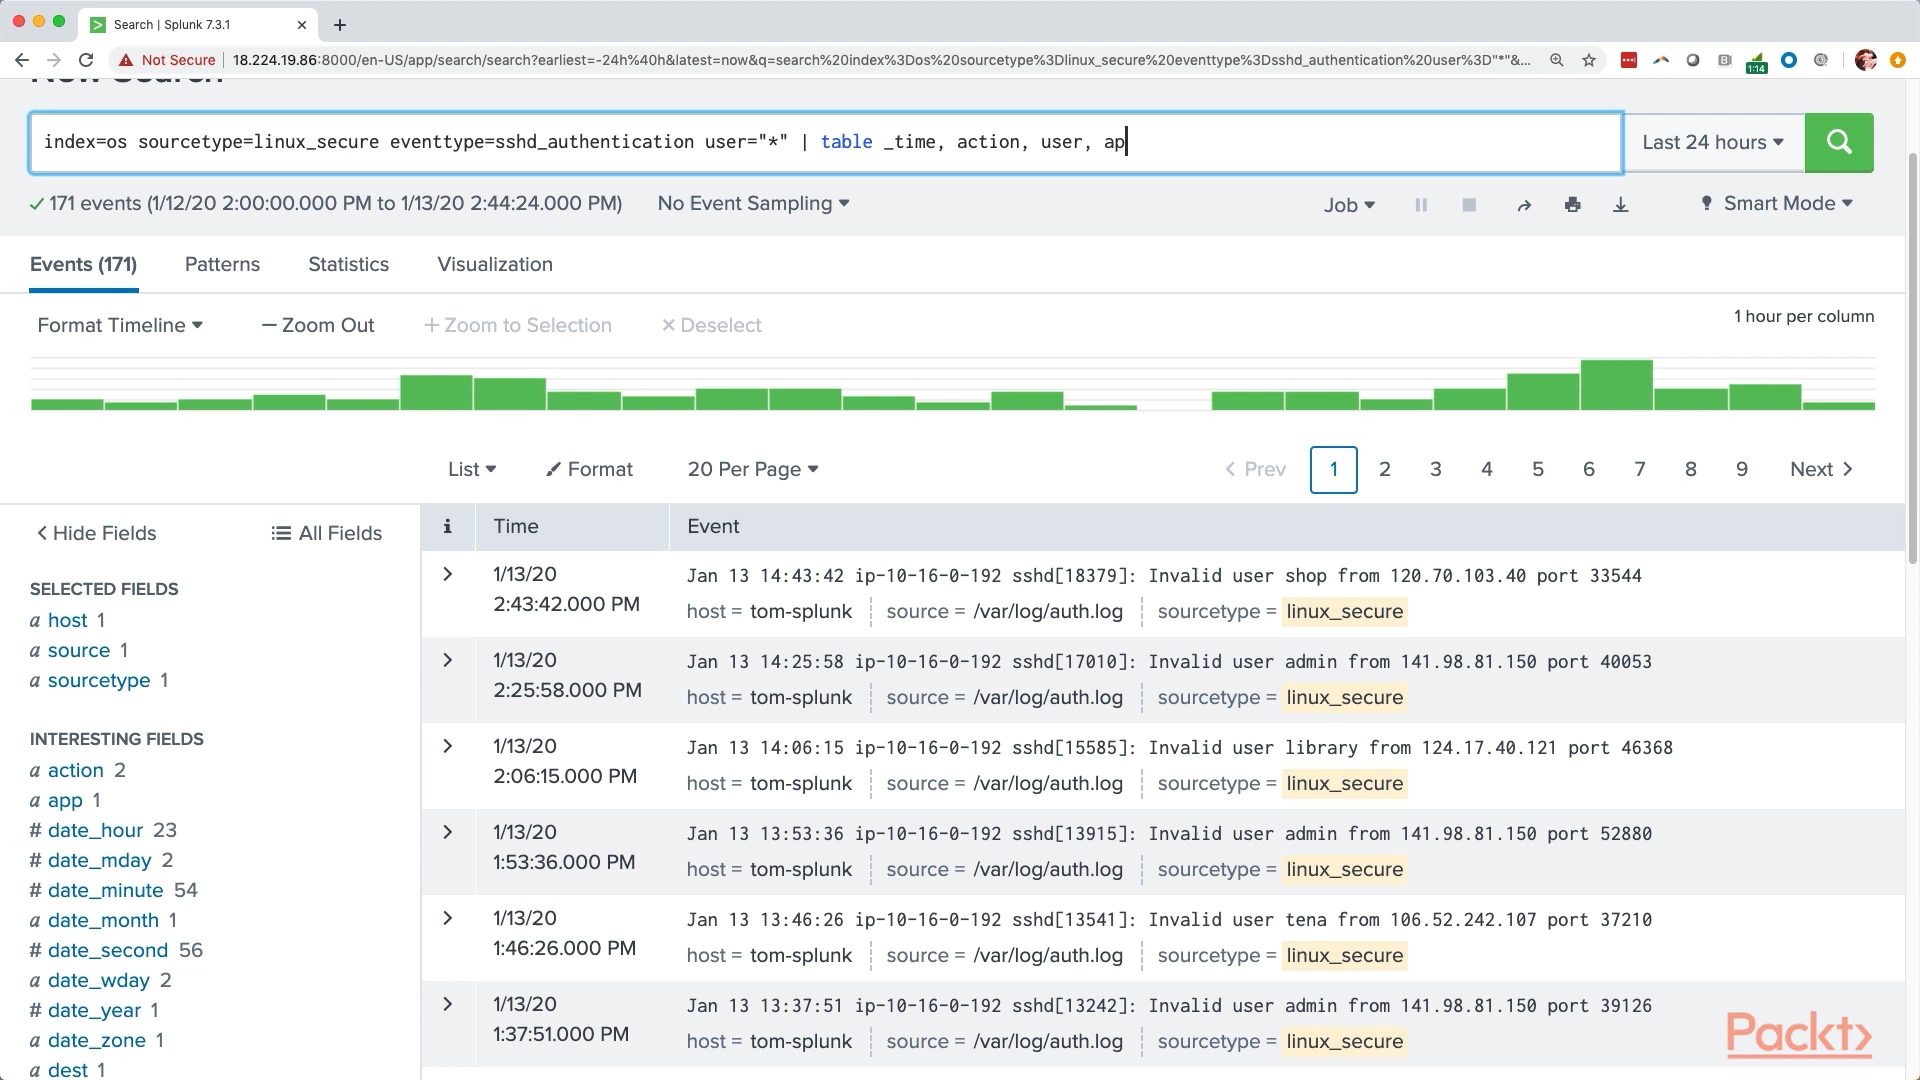 Search | Splunk 7.3.1
Not Secure
18.224.19.86:8000/en-US/app/search/search?earliest=-24h%40h&latest=now&q=search%20index%3Dos%20sourcetype%3Dlinux_secure%20eventtype%3Dsshd_authentication%20user%3D"*"&...
1:14
New Search
index=os sourcetype=linux_secure eventtype=sshd_authentication user="*" | table _time, action, user, ap
Last 24 hours
171 events (1/12/20 2:00:00.000 PM to 1/13/20 2:44:24.000 PM)
No Event Sampling
Job
Smart Mode
Events (171)
Patterns
Statistics
Visualization
Format Timeline
— Zoom Out
+ Zoom to Selection
× Deselect
1 hour per column
List
Format
20 Per Page
< Prev
1
2
3
4
5
6
7
8
9
Next >
< Hide Fields
All Fields
SELECTED FIELDS
a host 1
a source 1
a sourcetype 1
INTERESTING FIELDS
a action 2
a app 1
# date_hour 23
# date_mday 2
# date_minute 54
a date_month 1
# date_second 56
a date_wday 2
# date_year 1
a date_zone 1
a dest 1
i
Time
Event
1/13/20
2:43:42.000 PM
Jan 13 14:43:42 ip-10-16-0-192 sshd[18379]: Invalid user shop from 120.70.103.40 port 33544
host = tom-splunk source = /var/log/auth.log sourcetype = linux_secure
1/13/20
2:25:58.000 PM
Jan 13 14:25:58 ip-10-16-0-192 sshd[17010]: Invalid user admin from 141.98.81.150 port 40053
host = tom-splunk source = /var/log/auth.log sourcetype = linux_secure
1/13/20
2:06:15.000 PM
Jan 13 14:06:15 ip-10-16-0-192 sshd[15585]: Invalid user library from 124.17.40.121 port 46368
host = tom-splunk source = /var/log/auth.log sourcetype = linux_secure
1/13/20
1:53:36.000 PM
Jan 13 13:53:36 ip-10-16-0-192 sshd[13915]: Invalid user admin from 141.98.81.150 port 52880
host = tom-splunk source = /var/log/auth.log sourcetype = linux_secure
1/13/20
1:46:26.000 PM
Jan 13 13:46:26 ip-10-16-0-192 sshd[13541]: Invalid user tena from 106.52.242.107 port 37210
host = tom-splunk source = /var/log/auth.log sourcetype = linux_secure
1/13/20
1:37:51.000 PM
Jan 13 13:37:51 ip-10-16-0-192 sshd[13242]: Invalid user admin from 141.98.81.150 port 39126
host = tom-splunk source = /var/log/auth.log sourcetype = linux_secure
Packt>